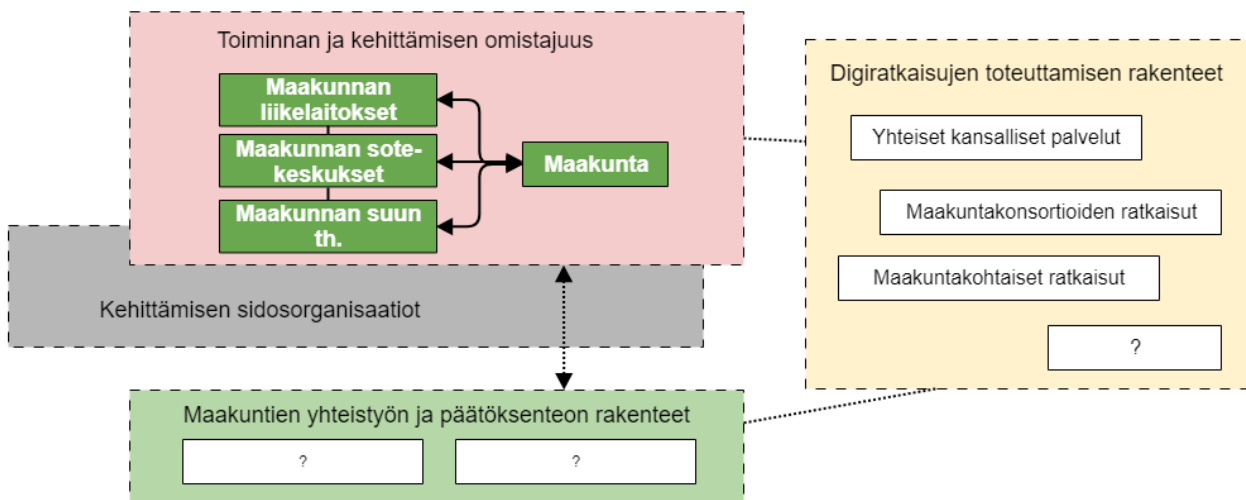 Toiminnan ja kehittämisen omistajuus
Maakunnan
liikelaitokset
Maakunnan sote-
keskukset
Maakunnan suun
th.
Maakunta
Kehittämisen sidosorganisaatiot
Maakuntien yhteistyön ja päätöksenteon rakenteet
?
?
Digiratkaisujen toteuttamisen rakenteet
Yhteiset kansalliset palvelut
Maakuntakonsortioiden ratkaisut
Maakuntakohtaiset ratkaisut
?